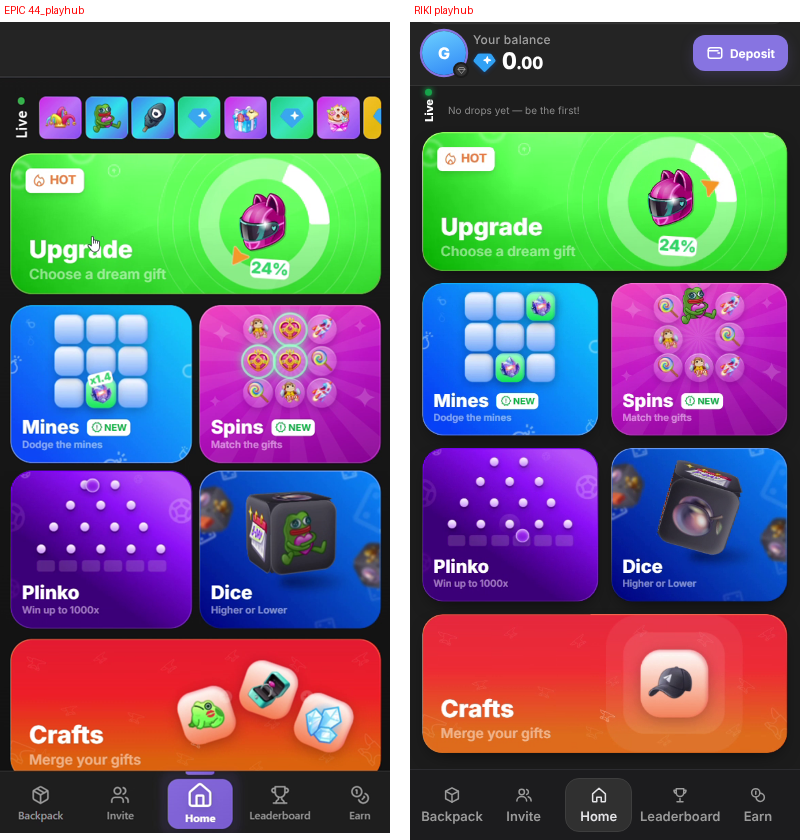 EPIC 44_playhub
Live
HOT
Upgrade
Choose a dream gift
24%
x1.4
Mines
NEW
Dodge the mines
Spins
NEW
Match the gifts
Plinko
Win up to 1000x
Dice
Higher or Lower
Crafts
Merge your gifts
Backpack
Invite
Home
Leaderboard
Earn
RIKI playhub
G
Your balance
0.00
Deposit
Live
No drops yet — be the first!
HOT
Upgrade
Choose a dream gift
24%
Mines
NEW
Dodge the mines
Spins
NEW
Match the gifts
Plinko
Win up to 1000x
Dice
Higher or Lower
Crafts
Merge your gifts
Backpack
Invite
Home
Leaderboard
Earn